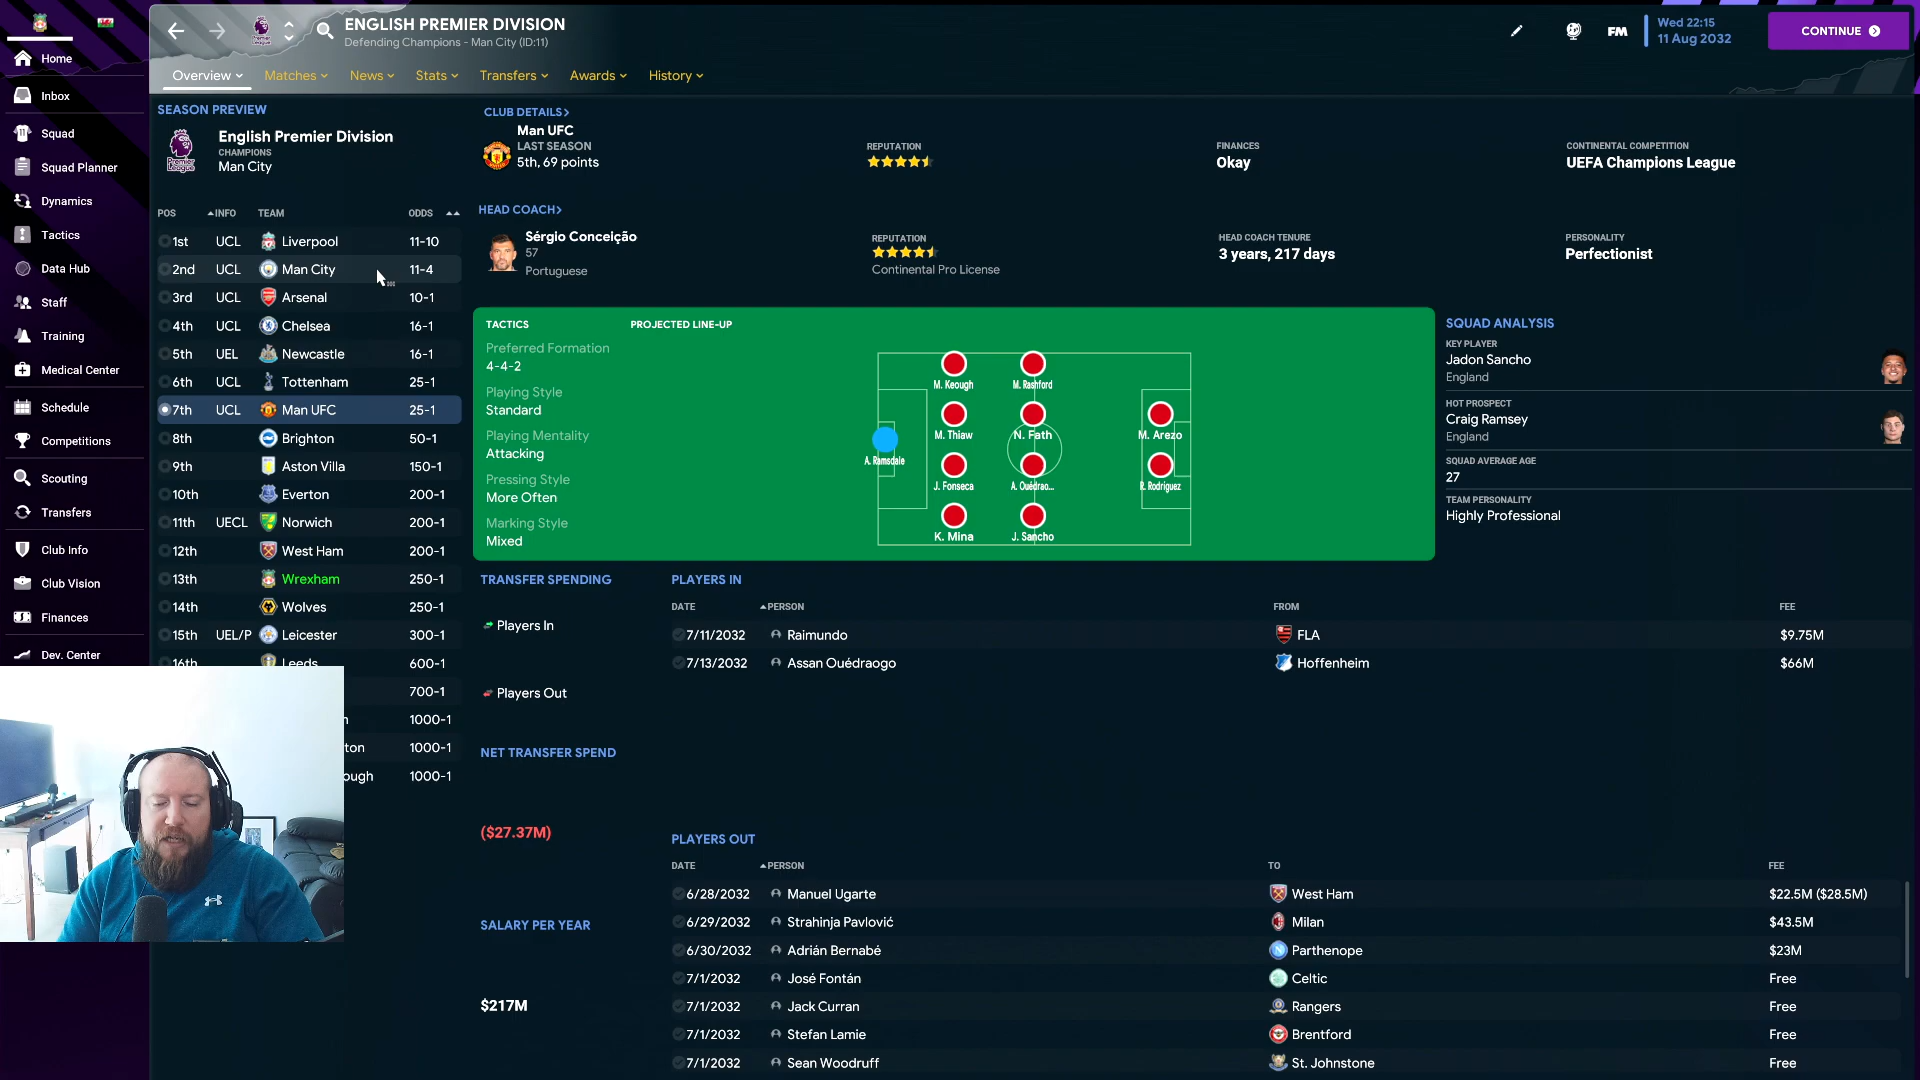 ENGLISH PREMIER DIVISION
Defending Champions - Man City (ID:11)
FM
Wed 22:15
11 Aug 2032
CONTINUE
Home
Inbox
Squad
Squad Planner
Dynamics
Tactics
Data Hub
Staff
Training
Medical Center
Schedule
Competitions
Scouting
Transfers
Club Info
Club Vision
Finances
Dev. Center
Overview
Matches
News
Stats
Transfers
Awards
History
SEASON PREVIEW
English Premier Division
CHAMPIONS
Man City
POS INFO TEAM ODDS
1st UCL Liverpool 11-10
2nd UCL Man City 11-4
3rd UCL Arsenal 10-1
4th UCL Chelsea 16-1
5th UEL Newcastle 16-1
6th UCL Tottenham 25-1
7th UCL Man UFC 25-1
8th Brighton 50-1
9th Aston Villa 150-1
10th Everton 200-1
11th UECL Norwich 200-1
12th West Ham 200-1
13th Wrexham 250-1
14th Wolves 250-1
15th UEL/P Leicester 300-1
16th Leeds 600-1
700-1
1000-1
ton 1000-1
ough 1000-1
CLUB DETAILS>
Man UFC
LAST SEASON
5th, 69 points
REPUTATION
FINANCES
Okay
CONTINENTAL COMPETITION
UEFA Champions League
HEAD COACH>
Sérgio Conceição
57
Portuguese
REPUTATION
Continental Pro License
HEAD COACH TENURE
3 years, 217 days
PERSONALITY
Perfectionist
TACTICS
Preferred Formation
4-4-2
Playing Style
Standard
Playing Mentality
Attacking
Pressing Style
More Often
Marking Style
Mixed
PROJECTED LINE-UP
M. Keough
M. Rashford
M. Thiaw
N. Fath
M. Arezo
A. Ramsdale
J. Fonseca
A. Ouédrao...
R. Rodríguez
K. Mina
J. Sancho
SQUAD ANALYSIS
KEY PLAYER
Jadon Sancho
England
HOT PROSPECT
Craig Ramsey
England
SQUAD AVERAGE AGE
27
TEAM PERSONALITY
Highly Professional
TRANSFER SPENDING
Players In
Players Out
NET TRANSFER SPEND
($27.37M)
SALARY PER YEAR
$217M
PLAYERS IN
DATE PERSON FROM FEE
7/11/2032 Raimundo FLA $9.75M
7/13/2032 Assan Ouédraogo Hoffenheim $66M
PLAYERS OUT
DATE PERSON TO FEE
6/28/2032 Manuel Ugarte West Ham $22.5M ($28.5M)
6/29/2032 Strahinja Pavlović Milan $43.5M
6/30/2032 Adrián Bernabé Parthenope $23M
7/1/2032 José Fontán Celtic Free
7/1/2032 Jack Curran Rangers Free
7/1/2032 Stefan Lamie Brentford Free
7/1/2032 Sean Woodruff St. Johnstone Free